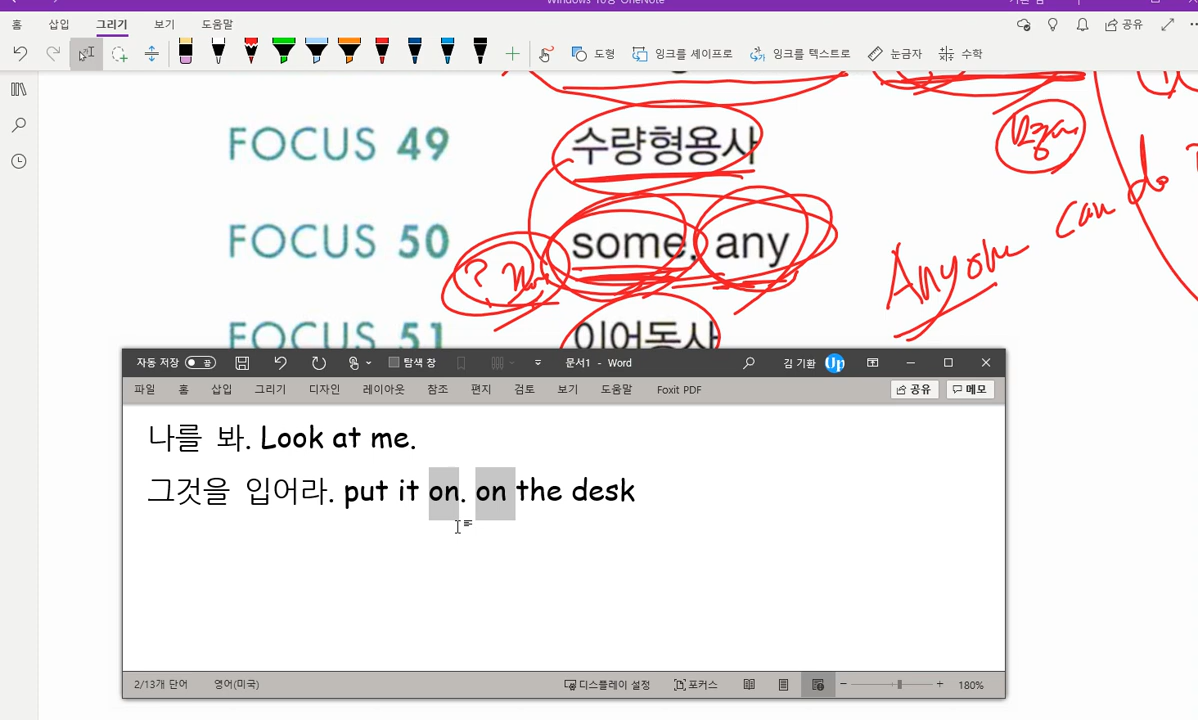 Windows 10용 OneNote
홈 삽입 그리기 보기 도움말
공유
도형 잉크를 셰이프로 잉크를 텍스트로 눈금자 수학
FOCUS 49 수량형용사
FOCUS 50 some, any
?
Anyone can do
FOCUS 51 이어동사
자동 저장 끔 탐색 창 문서1 - Word 김 기환 Up
파일 홈 삽입 그리기 디자인 레이아웃 참조 편지 검토 보기 도움말 Foxit PDF 공유 메모
나를 봐. Look at me.
그것을 입어라. put it on. on the desk
2/13개 단어 영어(미국) 디스플레이 설정 포커스 180%